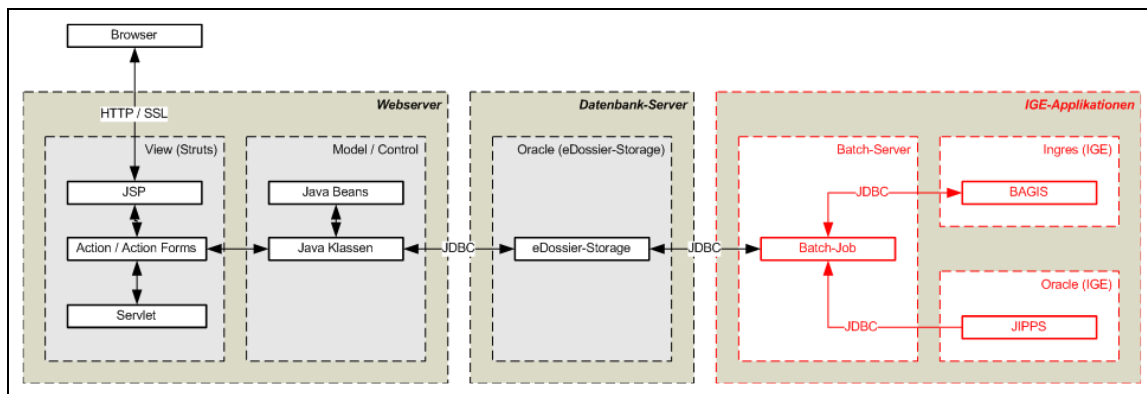 Browser
HTTP / SSL
Webserver
View (Struts)
JSP
Action / Action Forms
Servlet
Model / Control
Java Beans
Java Klassen
JDBC
Datenbank-Server
Oracle (eDossier-Storage)
eDossier-Storage
JDBC
IGE-Applikationen
Batch-Server
Batch-Job
JDBC
JDBC
Ingres (IGE)
BAGIS
Oracle (IGE)
JIPPS